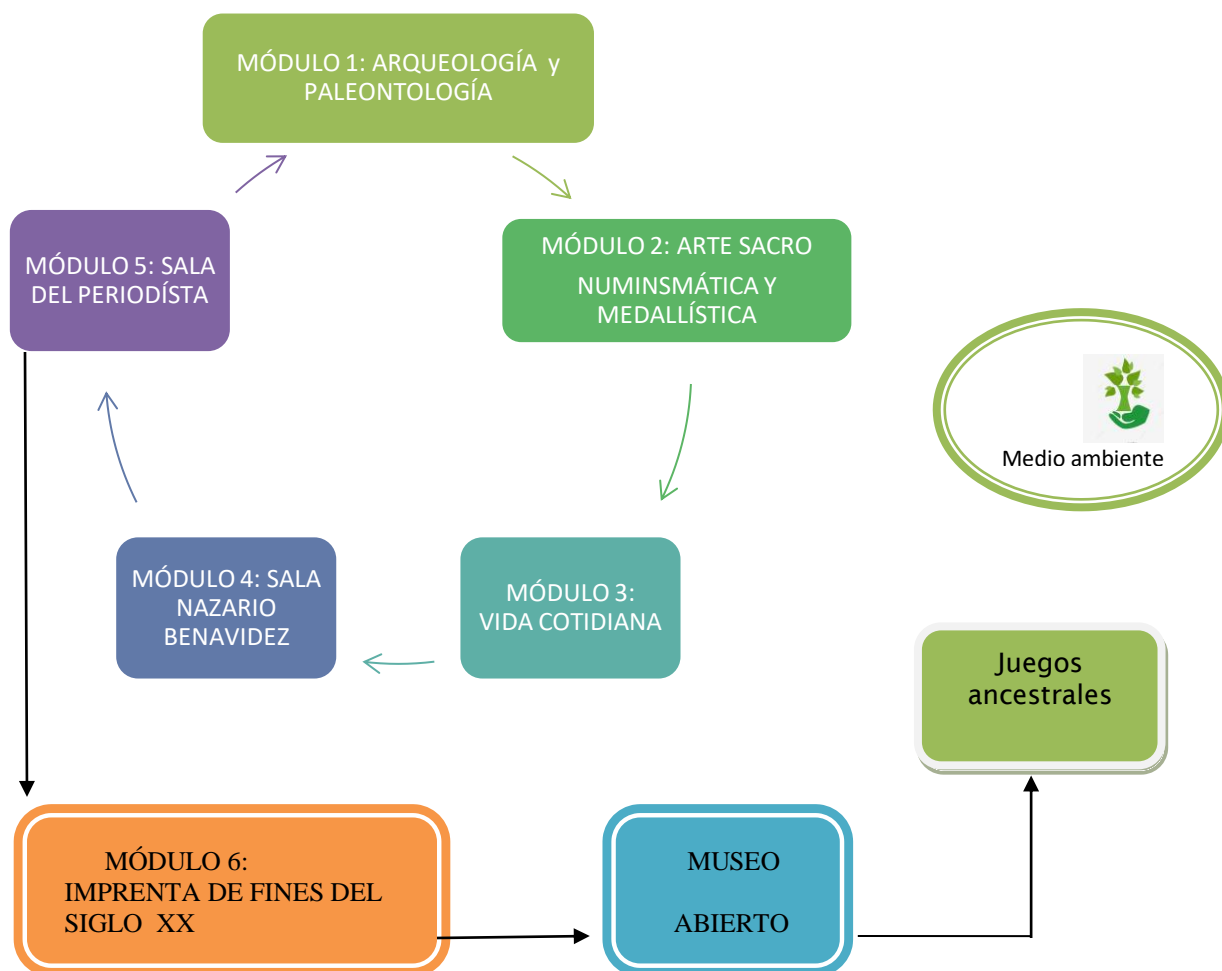 MÓDULO 1: ARQUEOLOGÍA y
PALEONTOLOGÍA
MÓDULO 2: ARTE SACRO
NUMINSMÁTICA Y
MEDALLÍSTICA
MÓDULO 3:
VIDA COTIDIANA
MÓDULO 4: SALA
NAZARIO
BENAVIDEZ
MÓDULO 5: SALA
DEL PERIODÍSTA
MÓDULO 6:
IMPRENTA DE FINES DEL
SIGLO XX
MUSEO
ABIERTO
Juegos
ancestrales
Medio ambiente